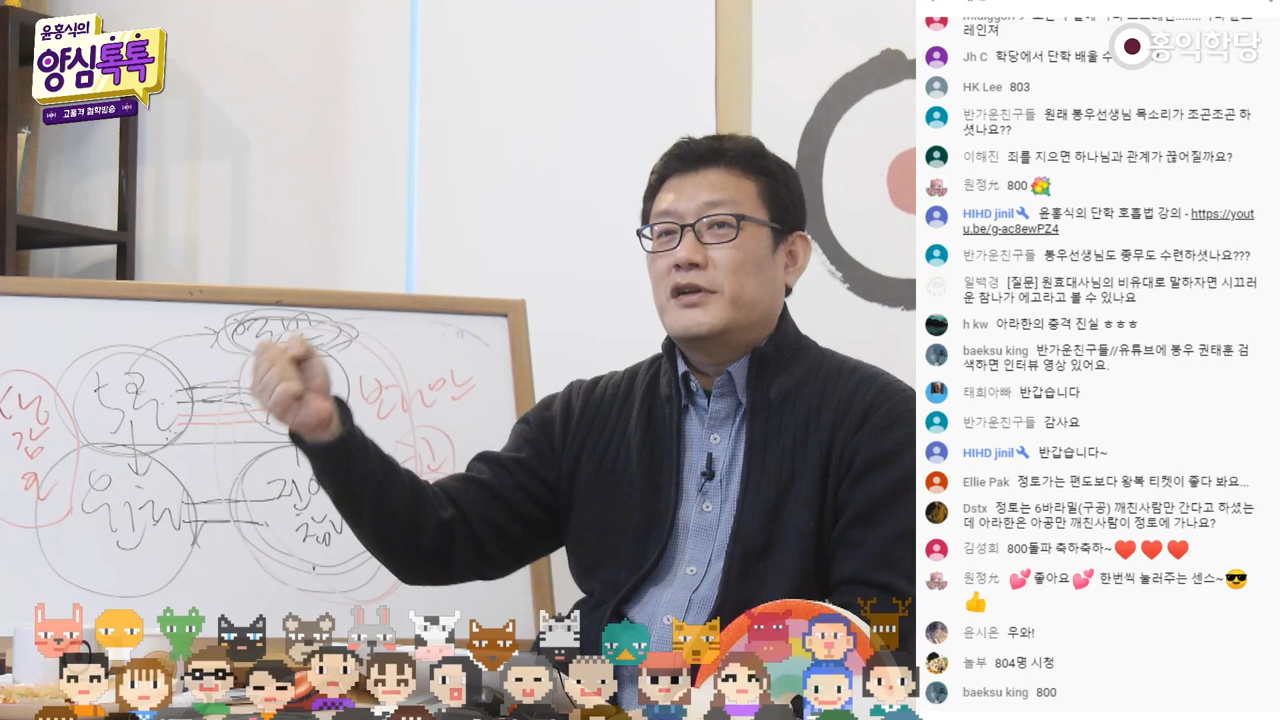 윤홍식의
양심톡톡
고품격 철학방송
홍익학당
레인져
Jh C 학당에서 단학 배울 수
HK Lee 803
반가운친구들 원래 봉우선생님 목소리가 조곤조곤 하
셧나요??
이해진 죄를 지으면 하나님과 관계가 끊어질까요?
원정允 800
HIHD jinil 윤홍식의 단학 호흡법 강의 - https://yout
u.be/g-ac8ewPZ4
반가운친구들 봉우선생님도 종무도 수련하셧나요???
일백경 [질문] 원효대사님의 비유대로 말하자면 시끄러
운 참나가 에고라고 볼 수 있나요
h kw 아라한의 충격 진실 ㅎㅎㅎ
baeksu king 반가운친구들//유튜브에 봉우 권태훈 검
색하면 인터뷰 영상 있어요.
태희아빠 반갑습니다
반가운친구들 감사요
HIHD jinil 반갑습니다~
Ellie Pak 정토가는 편도보다 왕복 티켓이 좋다 봐요...
Dstx 정토는 6바라밀(구공) 깨친사람만 간다고 하셨는
데 아라한은 아공만 깨친사람이 정토에 가나요?
김성희 800돌파 축하축하~❤️❤️❤️
원정允 💕좋아요💕 한번씩 눌러주는 센스~😎
👍
윤시온 우와!
놀부 804명 시청
baeksu king 800